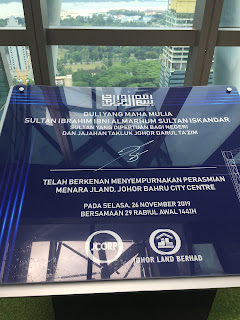 DULI YANG MAHA MULIA
SULTAN IBRAHIM IBNI ALMARHUM SULTAN ISKANDAR
SULTAN YANG DIPERTUAN BAGI NEGERI
DAN JAJAHAN TAKLUK JOHOR DARUL TA'ZIM
TELAH BERKENAN MENYEMPURNAKAN PERASMIAN
MENARA JLAND, JOHOR BAHRU CITY CENTRE
PADA SELASA, 26 NOVEMBER 2019
BERSAMAAN 29 RABIUL AWAL 1441H
JCORP
JOHOR LAND BERHAD